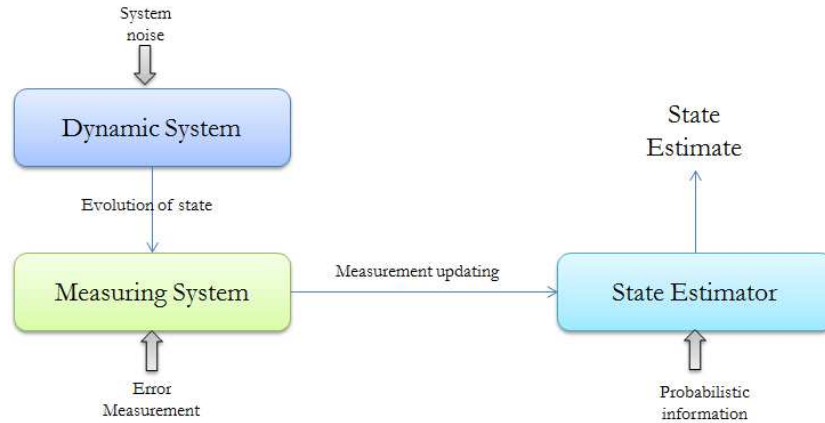 System
noise
Dynamic System
State
Estimate
Evolution of state
Measuring System
Measurement updating
State Estimator
Error
Measurement
Probabilistic
information